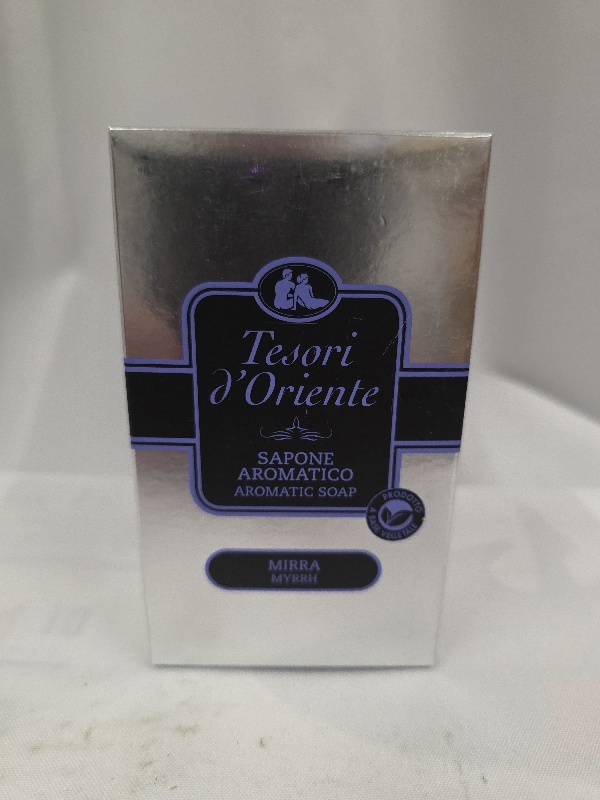 Tesori
d'Oriente
SAPONE
AROMATICO
AROMATIC SOAP
PRODOTTO
A BASE VEGETALE
MIRRA
MYRRH